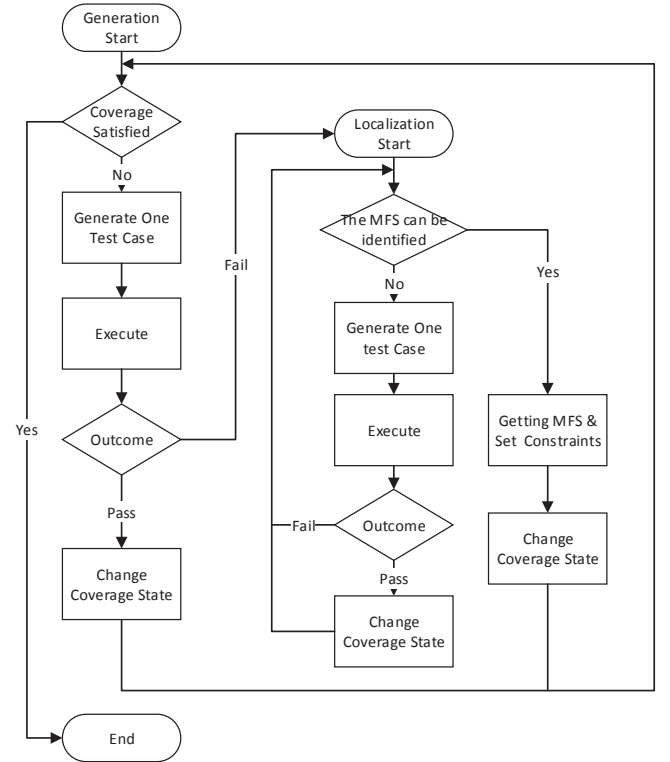 Generation
Start
Coverage
Satisfied
No
Generate One
Test Case
Execute
Outcome
Pass
Change
Coverage State
Yes
End
Fail
Localization
Start
The MFS can be
identified
No
Generate One
test Case
Execute
Outcome
Fail
Pass
Change
Coverage State
Yes
Getting MFS &
Set Constraints
Change
Coverage State